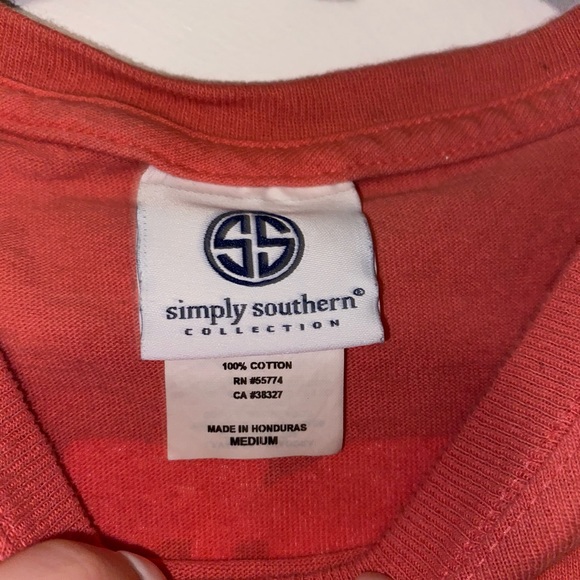 SS
simply southern®
COLLECTION
100% COTTON
RN #55774
CA #38327
MADE IN HONDURAS
MEDIUM